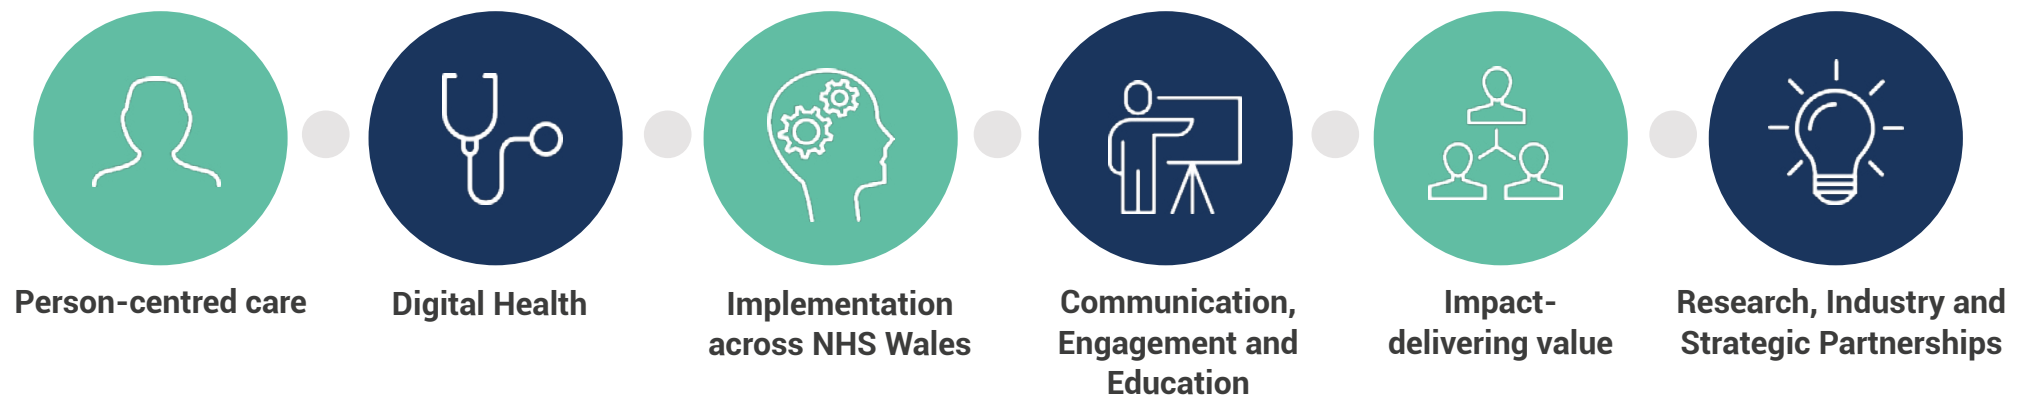 Person-centred care
Digital Health
Implementation
across NHS Wales
Communication,
Engagement and
Education
Impact-
delivering value
Research, Industry and
Strategic Partnerships